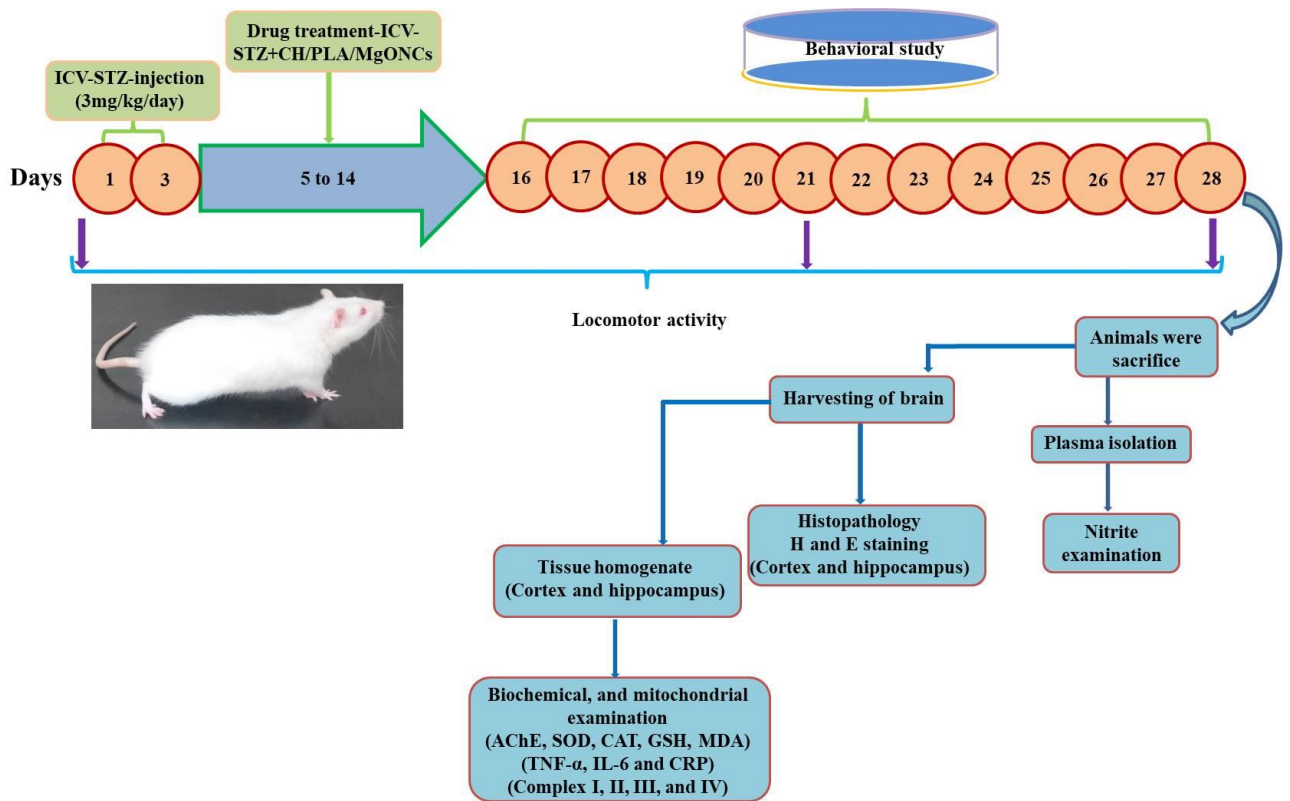 Drug treatment-ICV-
STZ+CH/PLA/MgONCs
Behavioral study
ICV-STZ-injection
(3mg/kg/day)
Days 1 3 5 to 14 16 17 18 19 20 21 22 23 24 25 26 27 28
Locomotor activity
Animals were
sacrifice
Harvesting of brain
Plasma isolation
Nitrite
examination
Histopathology
H and E staining
(Cortex and hippocampus)
Tissue homogenate
(Cortex and hippocampus)
Biochemical, and mitochondrial
examination
(AChE, SOD, CAT, GSH, MDA)
(TNF-α, IL-6 and CRP)
(Complex I, II, III, and IV)